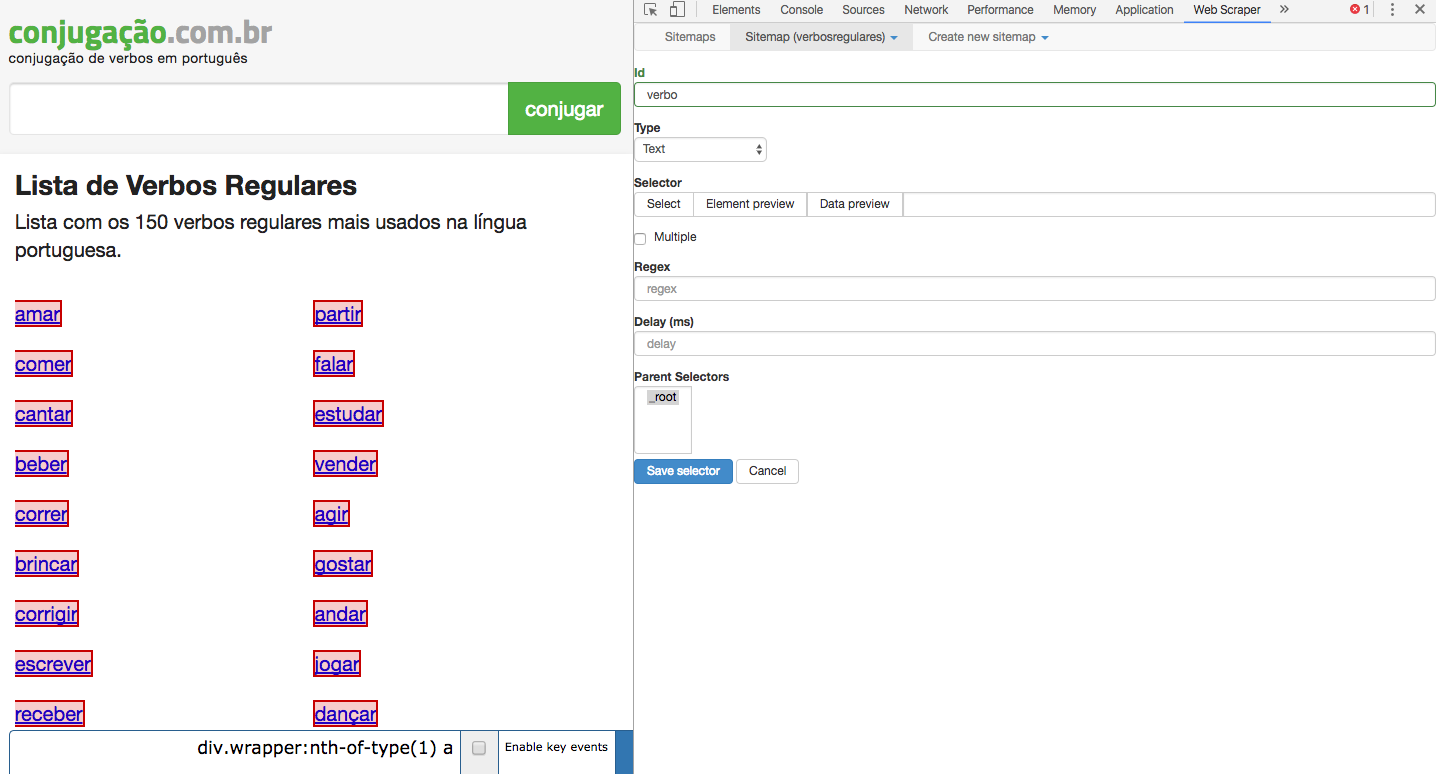 conjugação.com.br
conjugação de verbos em português
conjugar
Lista de Verbos Regulares
Lista com os 150 verbos regulares mais usados na língua
portuguesa.
amar partir
comer falar
cantar estudar
beber vender
correr agir
brincar gostar
corrigir andar
escrever jogar
receber dançar
div.wrapper:nth-of-type(1) a
Enable key events
Elements Console Sources Network Performance Memory Application Web Scraper » 1
Sitemaps Sitemap (verbosregulares) Create new sitemap
Id
verbo
Type
Text
Selector
Select Element preview Data preview
Multiple
Regex
regex
Delay (ms)
delay
Parent Selectors
_root
Save selector Cancel